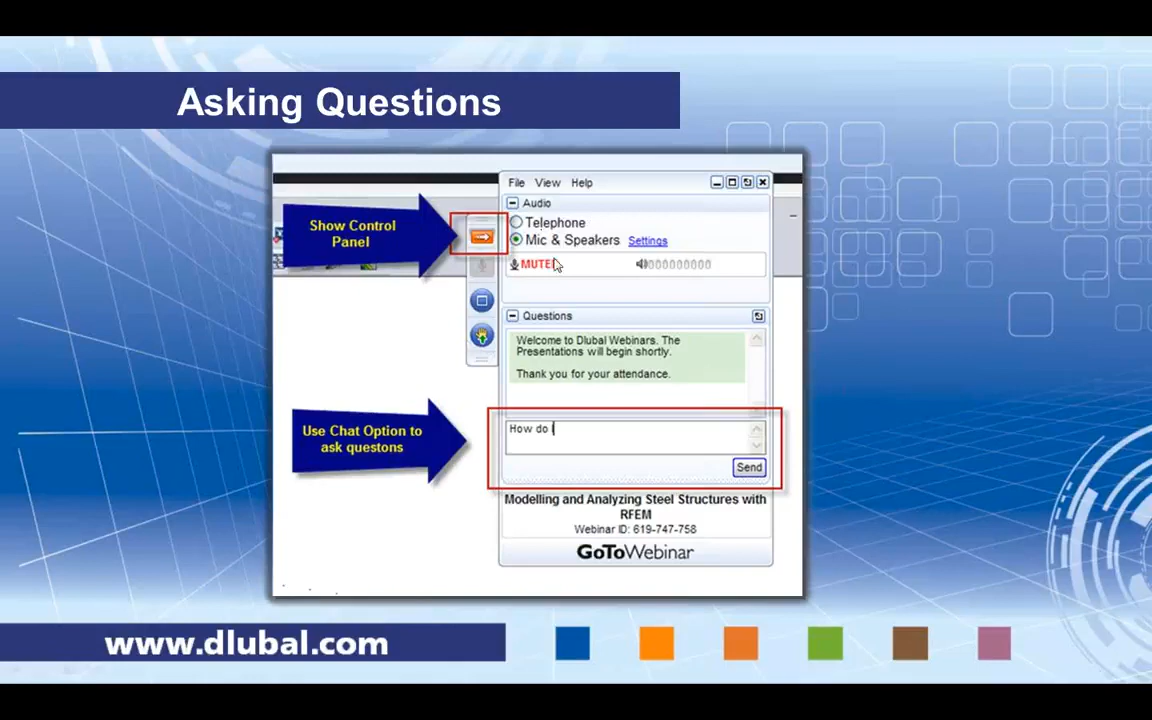 Asking Questions
File View Help
Audio
Show Control
Panel
Telephone
Mic & Speakers Settings
MUTED 000000000
Questions
Welcome to Dlubal Webinars. The
Presentations will begin shortly.
Thank you for your attendance.
Use Chat Option to
ask questons
How do I
Send
Modelling and Analyzing Steel Structures with
RFEM
Webinar ID: 619-747-758
GoToWebinar
www.dlubal.com